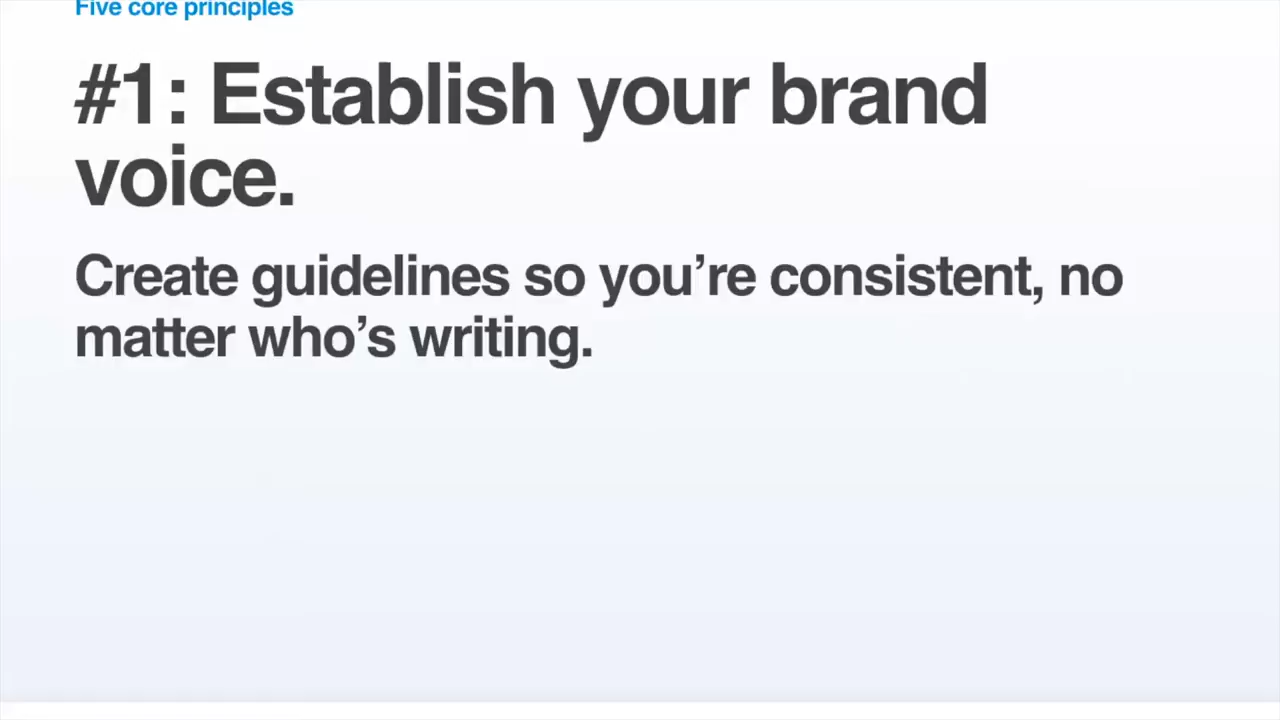 Five core principles
#1: Establish your brand
voice.
Create guidelines so you’re consistent, no
matter who’s writing.